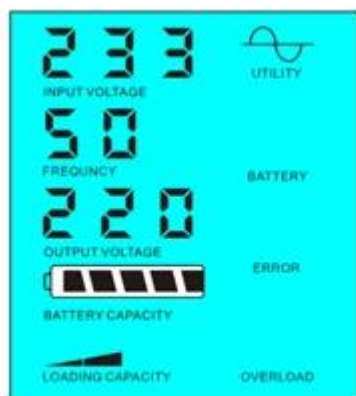 233
UTILITY
INPUT VOLTAGE
50
FREQUNCY
BATTERY
220
OUTPUT VOLTAGE
ERROR
BATTERY CAPACITY
LOADING CAPACITY
OVERLOAD